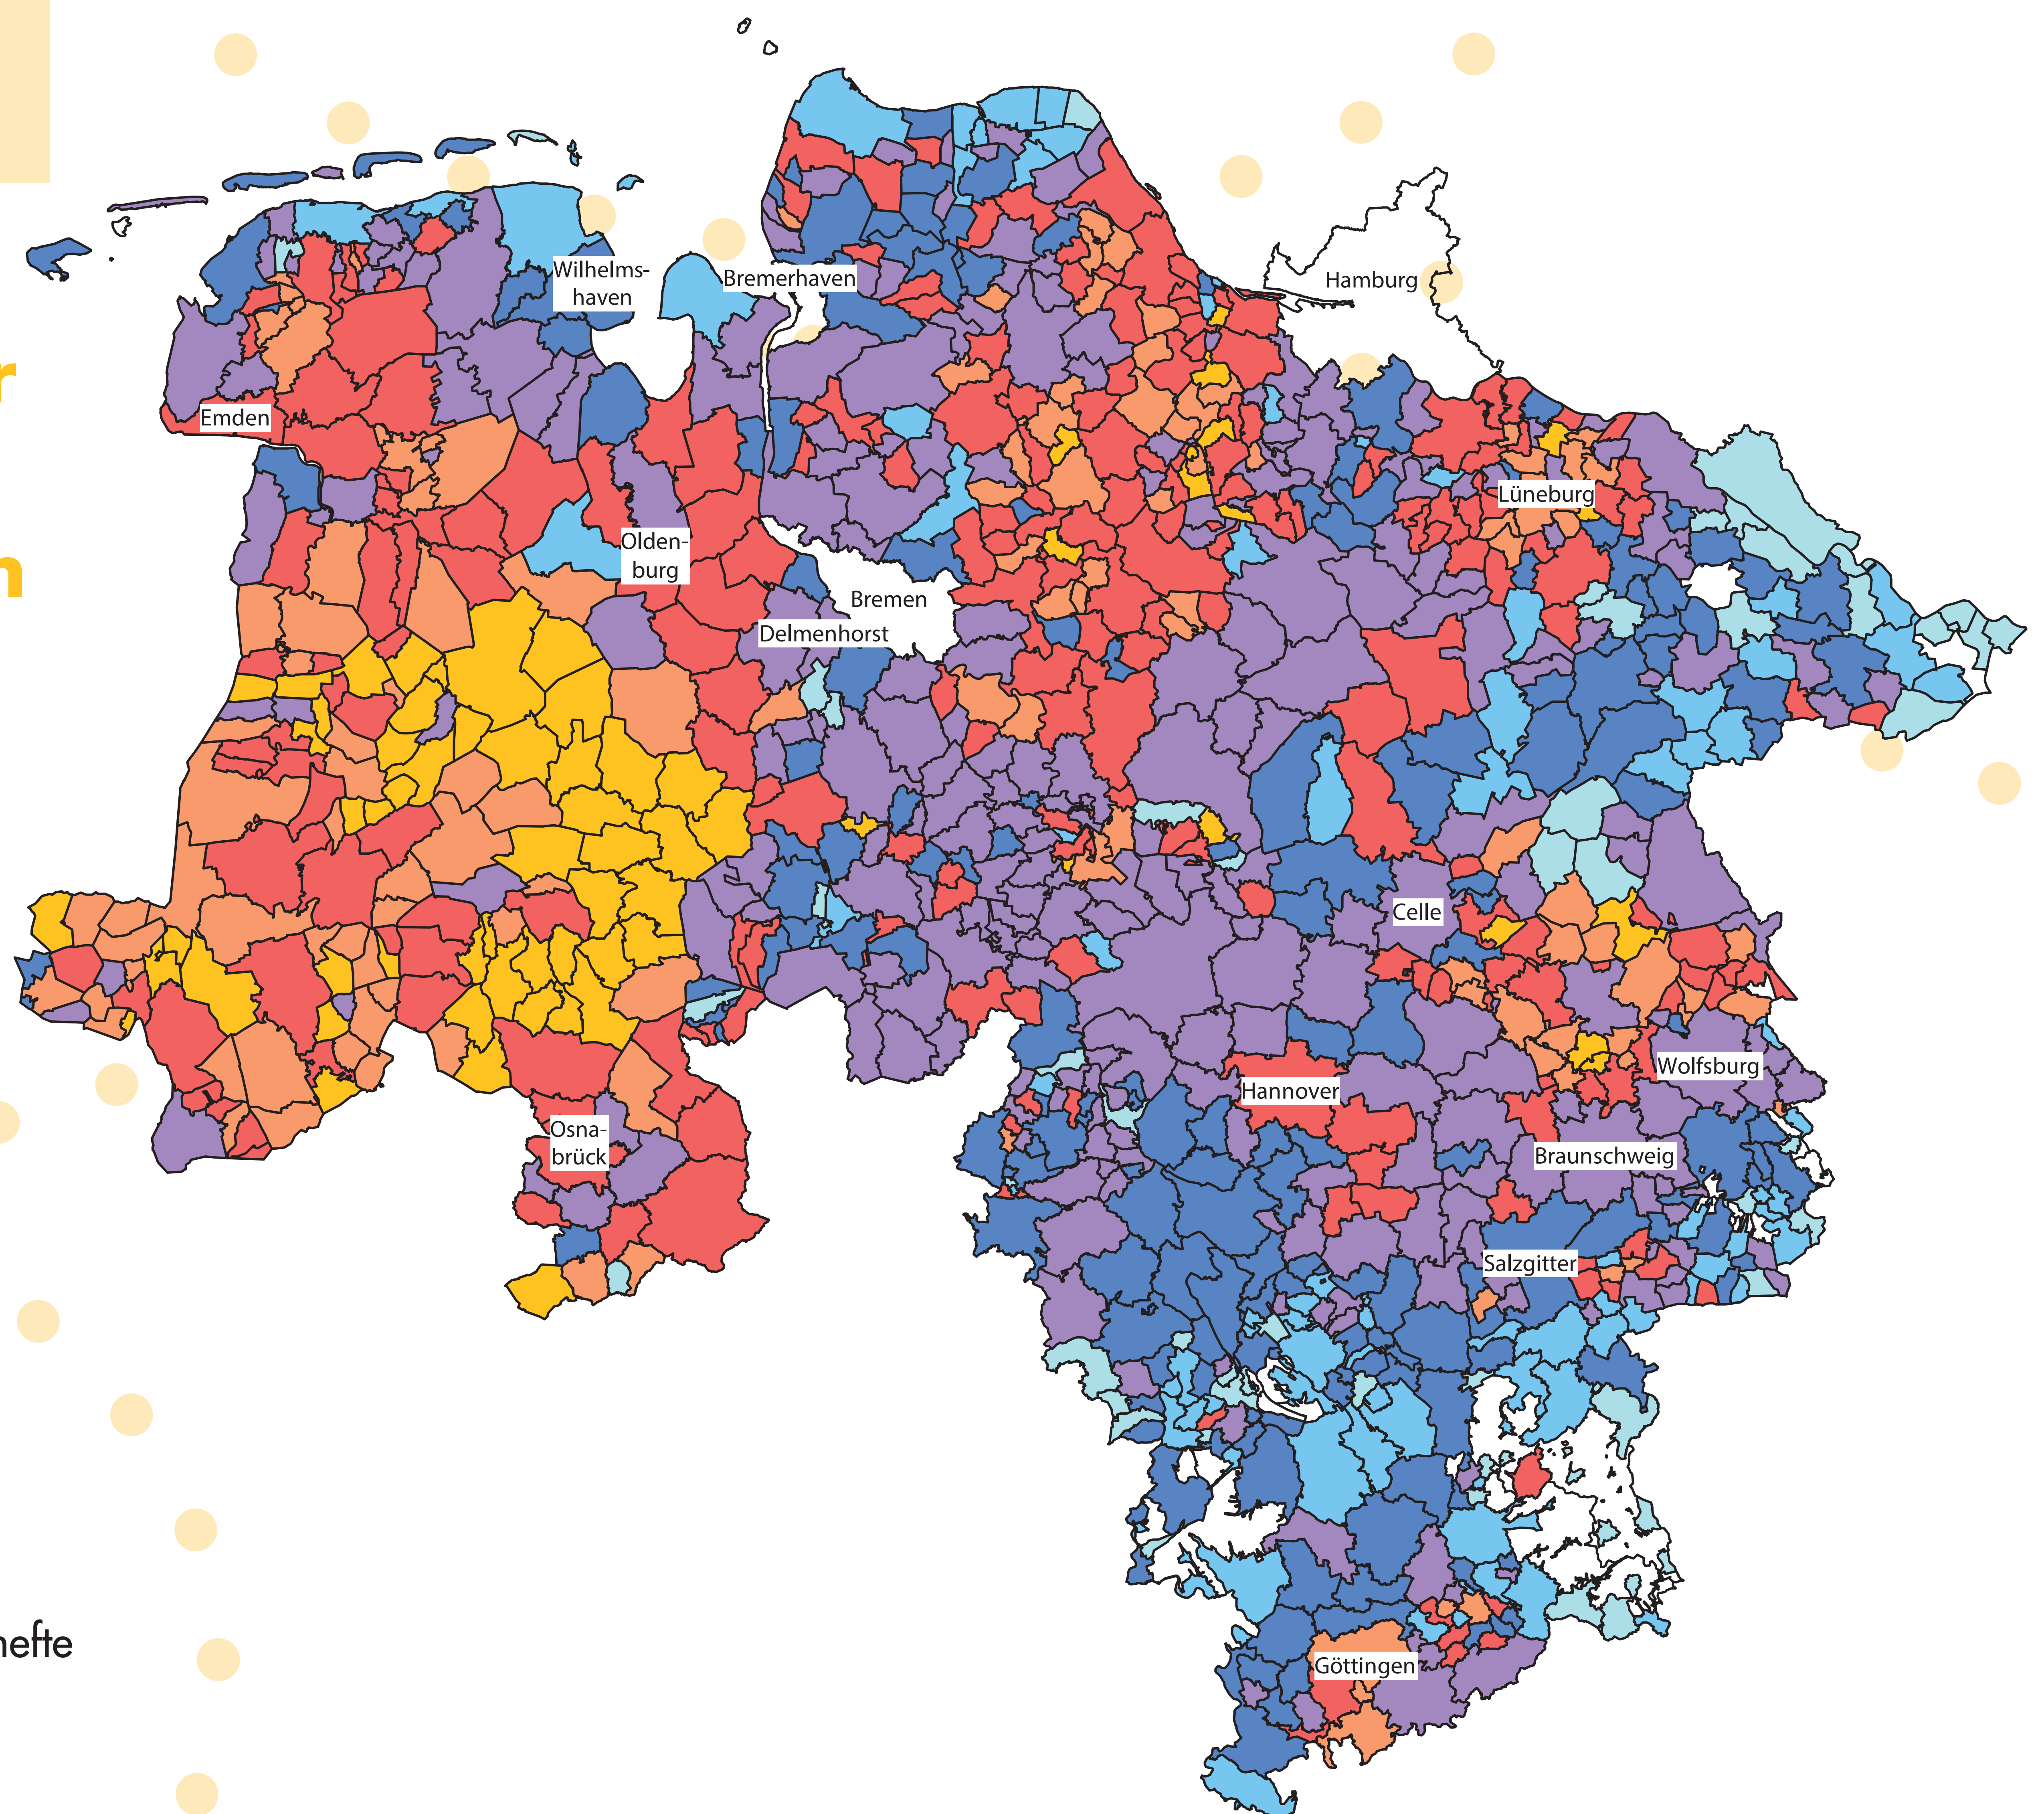 r
n
Wilhelms-
haven
Bremerhaven
Hamburg
Emden
Lüneburg
Olden-
burg
Bremen
Delmenhorst
Celle
Wolfsburg
Hannover
Osna-
brück
Braunschweig
Salzgitter
hefte
Göttingen